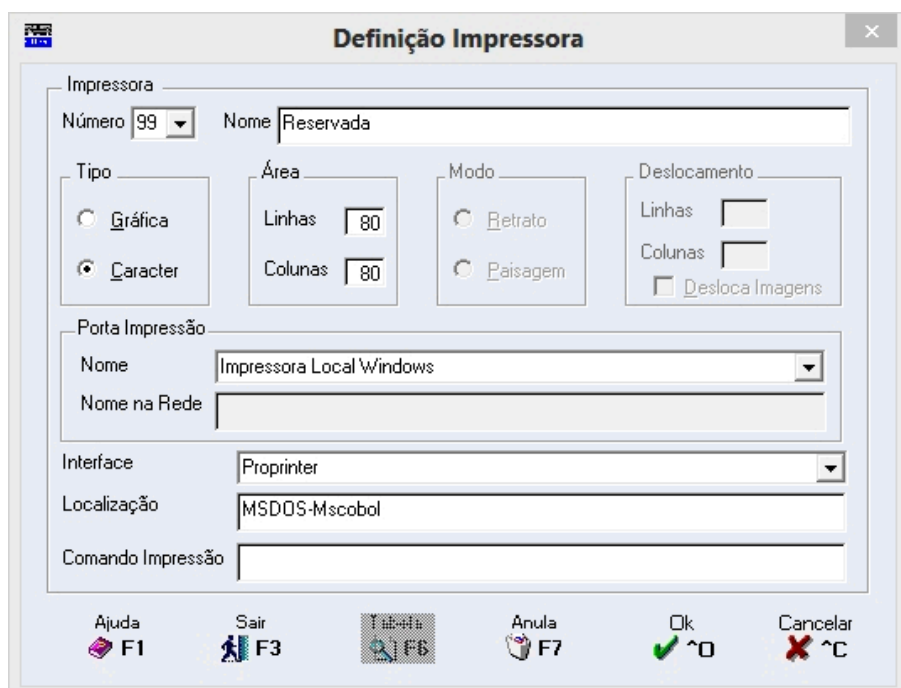 Definição Impressora
Impressora
Número 99 Nome Reservada
Tipo Área Modo Deslocamento
Gráfica Linhas 80 Retrato Linhas
Caracter Colunas 80 Paisagem Colunas
Desloca Imagens
Porta Impressão
Nome Impressora Local Windows
Nome na Rede
Interface Proprinter
Localização MSDOS-Mscobol
Comando Impressão
Ajuda Sair Anula Ok Cancelar
F1 F3 F6 F7 ^O ^C